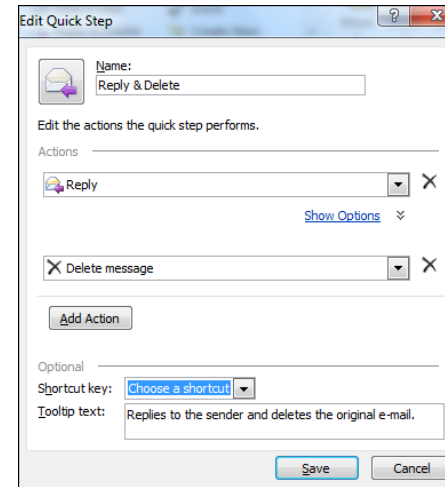 Edit Quick Step
Name:
Reply & Delete
Edit the actions the quick step performs.
Actions
Reply
Show Options
Delete message
Add Action
Optional
Shortcut key: Choose a shortcut
Tooltip text: Replies to the sender and deletes the original e-mail.
Save Cancel